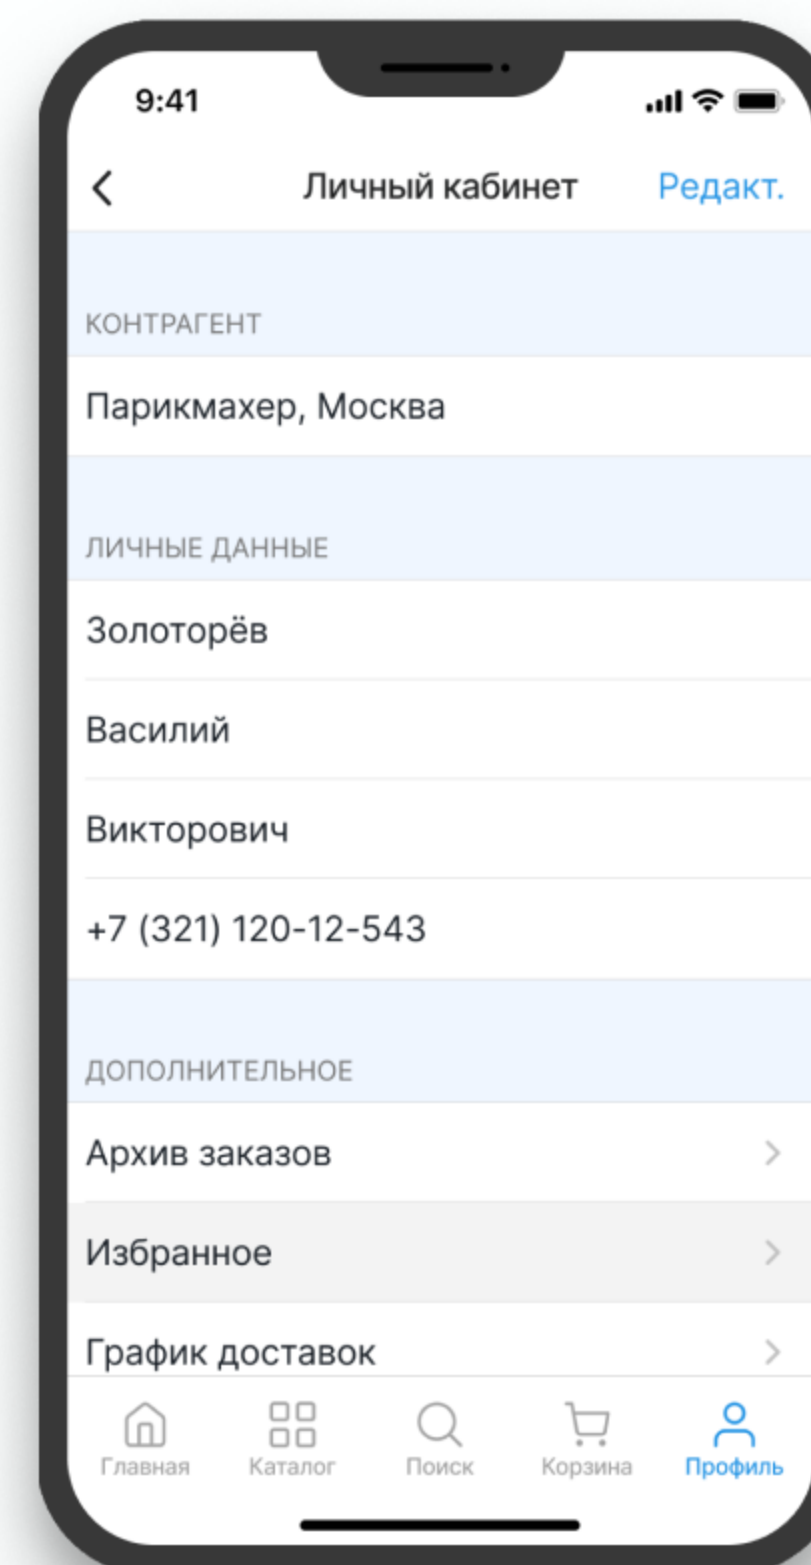 9:41
Личный кабинет Редакт.
КОНТРАГЕНТ
Парикмахер, Москва
ЛИЧНЫЕ ДАННЫЕ
Золоторёв
Василий
Викторович
+7 (321) 120-12-543
ДОПОЛНИТЕЛЬНОЕ
Архив заказов
Избранное
График доставок
Главная Каталог Поиск Корзина Профиль